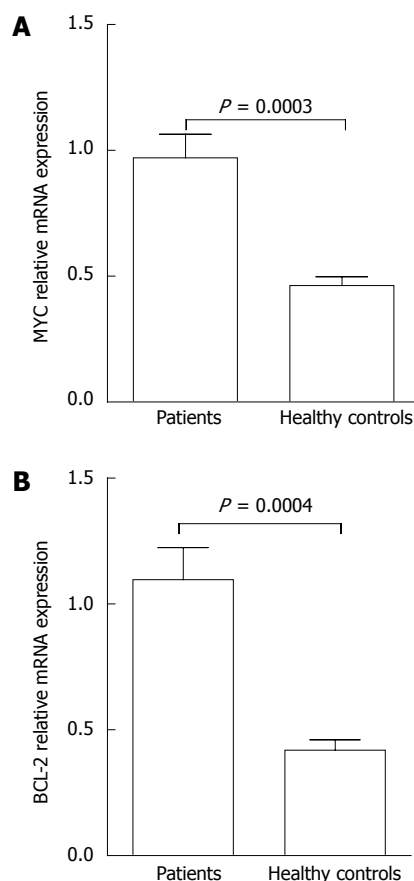 A
MYC relative mRNA expression
1.5
1.0
0.5
0.0
P = 0.0003
Patients Healthy controls
B
BCL-2 relative mRNA expression
1.5
1.0
0.5
0.0
P = 0.0004
Patients Healthy controls